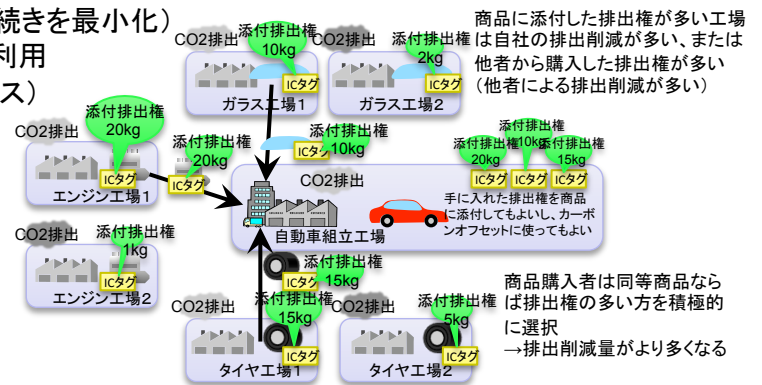 続きを最小化)
利用
ス)
商品に添付した排出権が多い工場
は自社の排出削減が多い、または
他者から購入した排出権が多い
(他者による排出削減が多い)
CO2排出
添付排出権
10kg
ICタグ
ガラス工場1
CO2排出
添付排出権
2kg
ICタグ
ガラス工場2
CO2排出
添付排出権
20kg
ICタグ
エンジン工場1
添付排出権
20kg
ICタグ
添付排出権
10kg
ICタグ
CO2排出
自動車組立工場
添付排出権
20kg
ICタグ
添付排出権
10kg
ICタグ
添付排出権
15kg
ICタグ
手に入れた排出権を商品
に添付してもよいし、カーボ
ンオフセットに使ってもよい
CO2排出
添付排出権
1kg
ICタグ
エンジン工場2
添付排出権
15kg
ICタグ
CO2排出
添付排出権
15kg
ICタグ
タイヤ工場1
CO2排出
添付排出権
5kg
ICタグ
タイヤ工場2
商品購入者は同等商品なら
ば排出権の多い方を積極的
に選択
→排出削減量がより多くなる